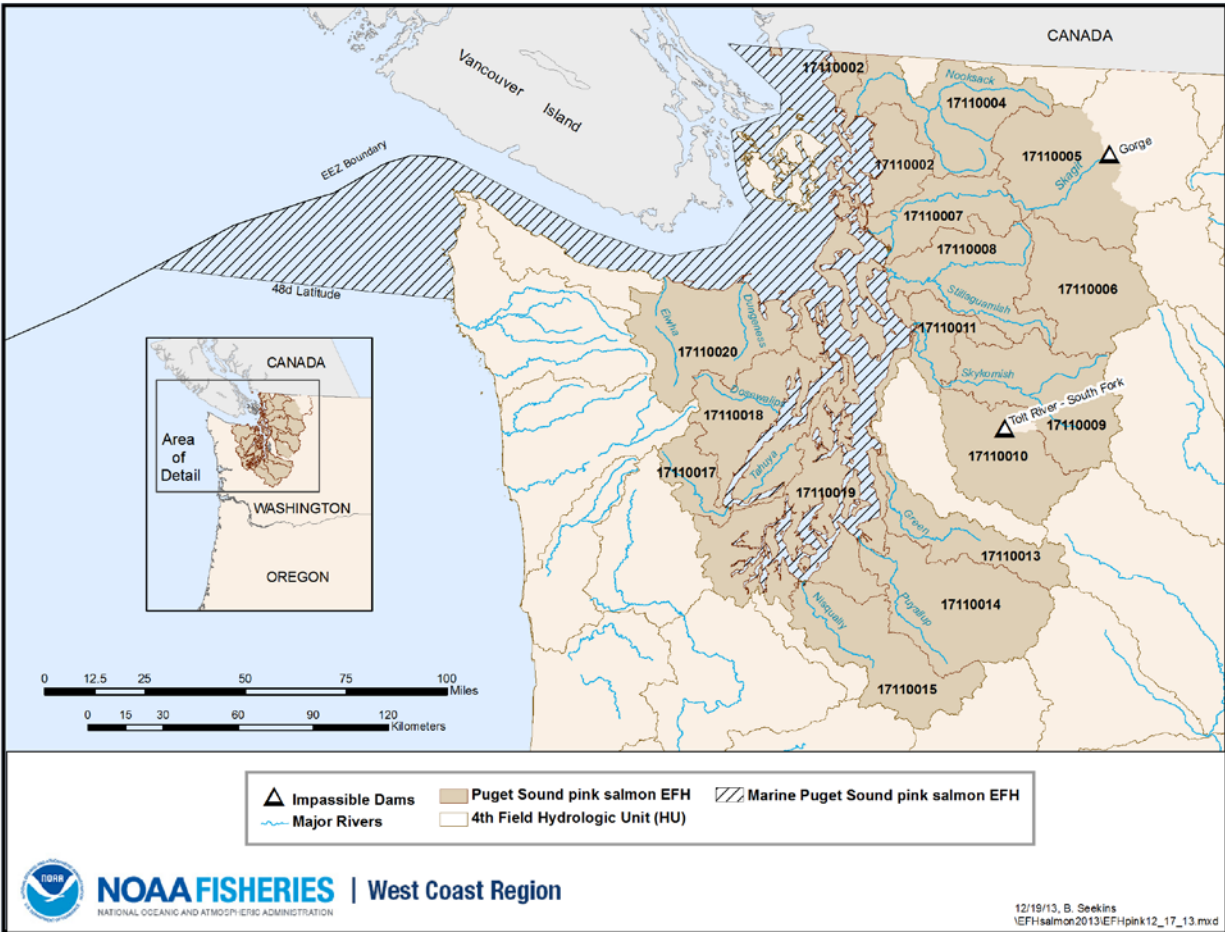 CANADA
Vancouver
Island
EEZ Boundary
48d Latitude
17110002
Nooksack
17110004
17110005
Gorge
Skagit
17110002
17110007
17110008
17110006
Stillaguamish
17110011
Skykomish
Tolt River - South Fork
17110009
17110010
Elwha
Dungeness
17110020
Dosewallips
17110018
17110017
Tahuya
17110019
Green
17110013
17110014
Puyallup
Nisqually
17110015
CANADA
Area
of
Detail
WASHINGTON
OREGON
0 12.5 25 50 75 100
Miles
0 15 30 60 90 120
Kilometers
Impassible Dams
Puget Sound pink salmon EFH
Marine Puget Sound pink salmon EFH
Major Rivers
4th Field Hydrologic Unit (HU)
NOAA
NOAA FISHERIES | West Coast Region
NATIONAL OCEANIC AND ATMOSPHERIC ADMINISTRATION
12/19/13, B. Seekins
\EFHsalmon2013\EFHpink12_17_13.mxd